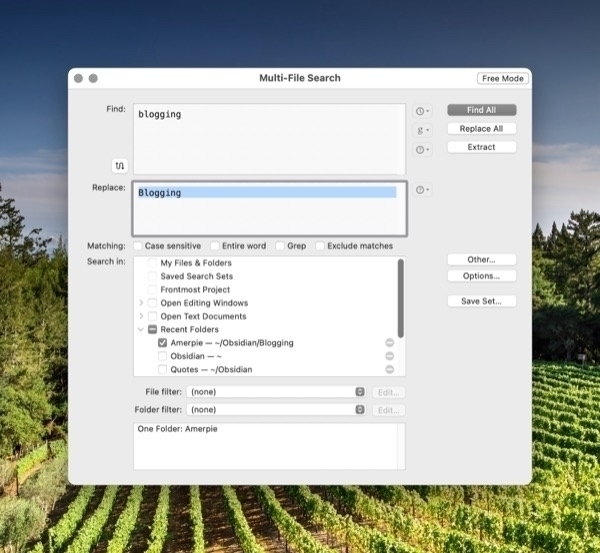 Multi-File Search
Free Mode
Find:
blogging
Find All
g
Replace All
Extract
Replace:
Blogging
Matching:
Case sensitive
Entire word
Grep
Exclude matches
Search in:
My Files & Folders
Saved Search Sets
Frontmost Project
Open Editing Windows
Open Text Documents
Recent Folders
Amerpie — ~/Obsidian/Blogging
Obsidian — ~
Quotes — ~/Obsidian
Other...
Options...
Save Set...
File filter:
(none)
Edit...
Folder filter:
(none)
Edit...
One Folder: Amerpie